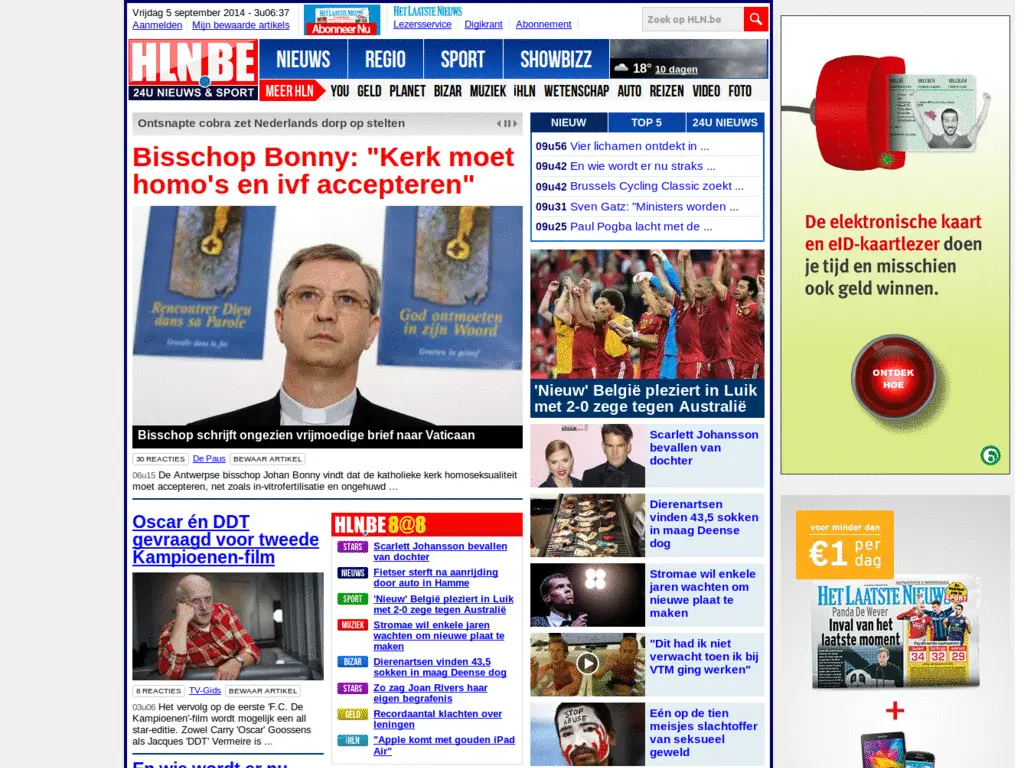 Vrijdag 5 september 2014 - 3u06:37
Aanmelden Mijn bewaarde artikels
Abonneer Nu
HET LAATSTE NIEUWS
Lezersservice Digikrant Abonnement
Zoek op HLN.be
HLN.BE
24U NIEUWS & SPORT
NIEUWS REGIO SPORT SHOWBIZZ
18° 10 dagen
MEER HLN YOU GELD PLANET BIZAR MUZIEK iHLN WETENSCHAP AUTO REIZEN VIDEO FOTO
Ontsnapte cobra zet Nederlands dorp op stelten
Bisschop Bonny: "Kerk moet
homo's en ivf accepteren"
Rencontrer Dieu
dans sa Parole
God ontmoeten
in zijn Woord
Bisschop schrijft ongezien vrijmoedige brief naar Vaticaan
30 REACTIES De Paus BEWAAR ARTIKEL
06u15 De Antwerpse bisschop Johan Bonny vindt dat de katholieke kerk homoseksualiteit
moet accepteren, net zoals in-vitrofertilisatie en ongehuwd ...
Oscar én DDT
gevraagd voor tweede
Kampioenen-film
8 REACTIES VTM-Gids BEWAAR ARTIKEL
03u06 Het vervolg op de eerste 'F.C. De
Kampioenen'-film wordt mogelijk een all
star-editie. Zowel Carry 'Oscar' Goossens
als Jacques 'DDT' Vermeire is ...
En wie wordt er nu
HLN.BE 8@8
STARS Scarlett Johansson bevallen
van dochter
NIEUWS Fietser sterft na aanrijding
door auto in Hamme
SPORT 'Nieuw' België pleziert in Luik
met 2-0 zege tegen Australië
MUZIEK Stromae wil enkele jaren
wachten om nieuwe plaat te
maken
BIZAR Dierenartsen vinden 43,5
sokken in maag Deense dog
STARS Zo zag Joan Rivers haar
eigen begrafenis
GELD Recordaantal klachten over
leningen
iHLN "Apple komt met gouden iPad
Air"
NIEUW TOP 5 24U NIEUWS
09u56 Vier lichamen ontdekt in ...
09u42 En wie wordt er nu straks ...
09u42 Brussels Cycling Classic zoekt ...
09u31 Sven Gatz: "Ministers worden ...
09u25 Paul Pogba lacht met de ...
'Nieuw' België pleziert in Luik
met 2-0 zege tegen Australië
Scarlett Johansson
bevallen van
dochter
Dierenartsen
vinden 43,5 sokken
in maag Deense
dog
Stromae wil enkele
jaren wachten om
nieuwe plaat te
maken
"Dit had ik niet
verwacht toen ik bij
VTM ging werken"
STOP
ABUSE
Eén op de tien
meisjes slachtoffer
van seksueel
geweld
De elektronische kaart
en eID-kaartlezer doen
je tijd en misschien
ook geld winnen.
ONTDEK
HOE
voor minder dan
€1 per
dag
HET LAATSTE NIEUWS
Panda De Wever
Inval van het
laatste moment
34 32 29
+